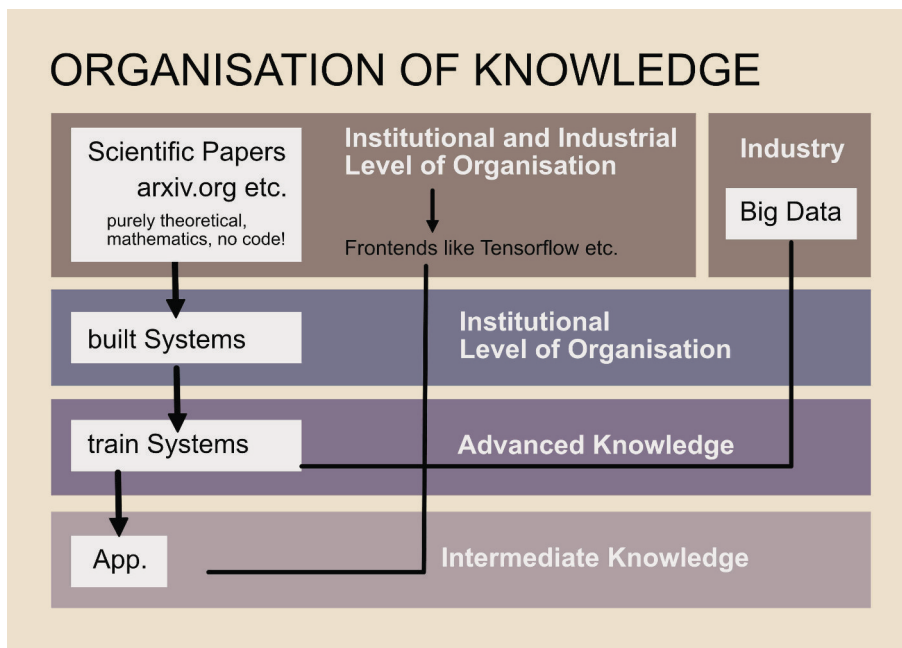 ORGANISATION OF KNOWLEDGE
Scientific Papers
arxiv.org etc.
purely theoretical,
mathematics, no code!
Institutional and Industrial
Level of Organisation
Frontends like Tensorflow etc.
Industry
Big Data
built Systems
Institutional
Level of Organisation
train Systems
Advanced Knowledge
App.
Intermediate Knowledge